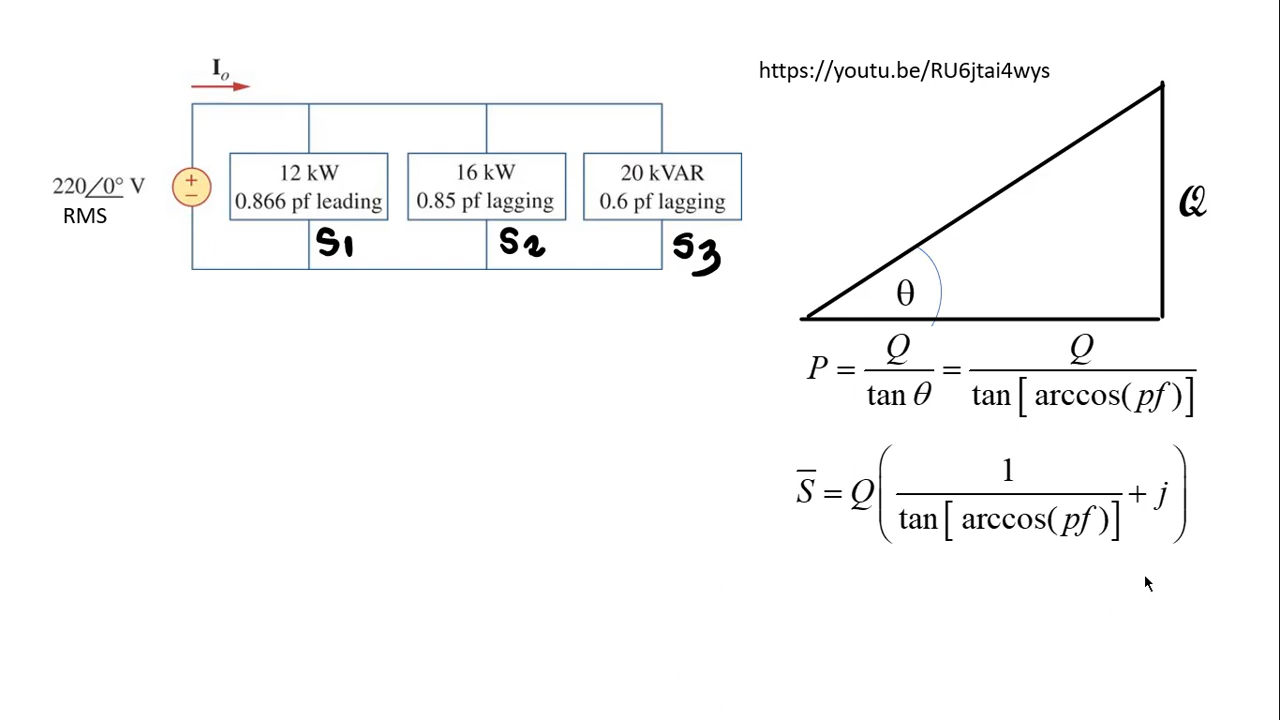 I_o
https://youtu.be/RU6jtai4wys
220∠0° V
RMS
+
−
12 kW
0.866 pf leading
16 kW
0.85 pf lagging
20 kVAR
0.6 pf lagging
S1
S2
S3
Q
θ
P = Q / tan θ = Q / tan[arccos(pf)]
S̅ = Q(1 / tan[arccos(pf)] + j)